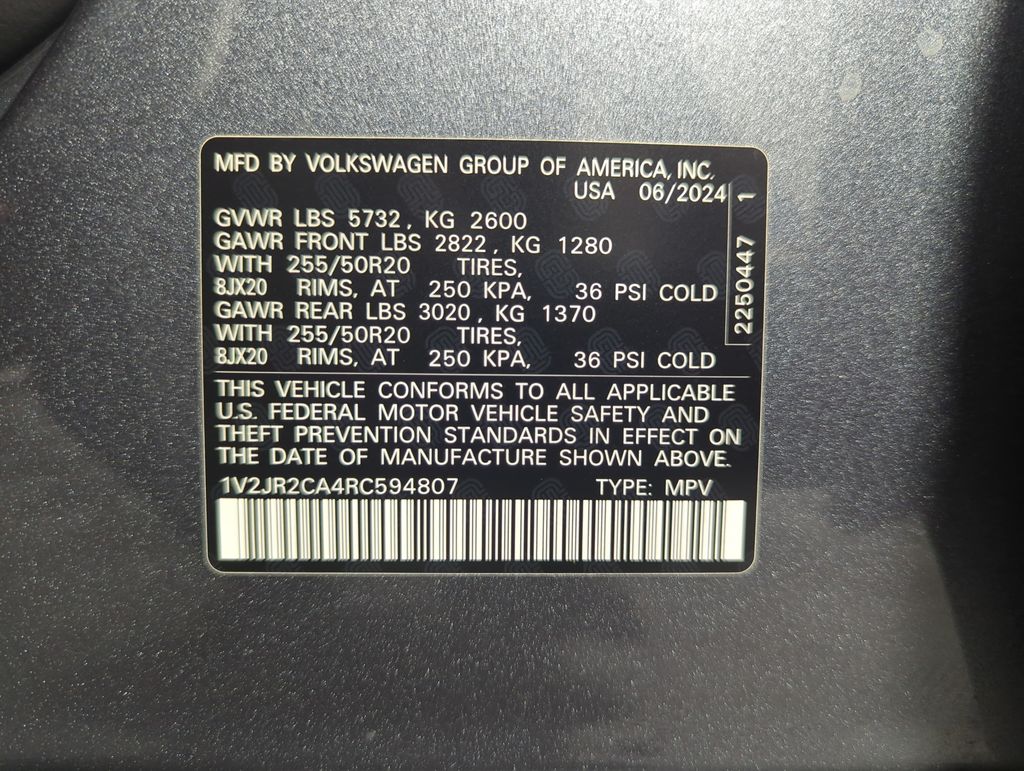 MFD BY VOLKSWAGEN GROUP OF AMERICA, INC.
USA 06/2024
GVWR LBS 5732, KG 2600
GAWR FRONT LBS 2822, KG 1280
WITH 255/50R20 TIRES,
8JX20 RIMS, AT 250 KPA, 36 PSI COLD
GAWR REAR LBS 3020, KG 1370
WITH 255/50R20 TIRES,
8JX20 RIMS, AT 250 KPA, 36 PSI COLD
2250447 1
THIS VEHICLE CONFORMS TO ALL APPLICABLE
U.S. FEDERAL MOTOR VEHICLE SAFETY AND
THEFT PREVENTION STANDARDS IN EFFECT ON
THE DATE OF MANUFACTURE SHOWN ABOVE.
1V2JR2CA4RC594807 TYPE: MPV